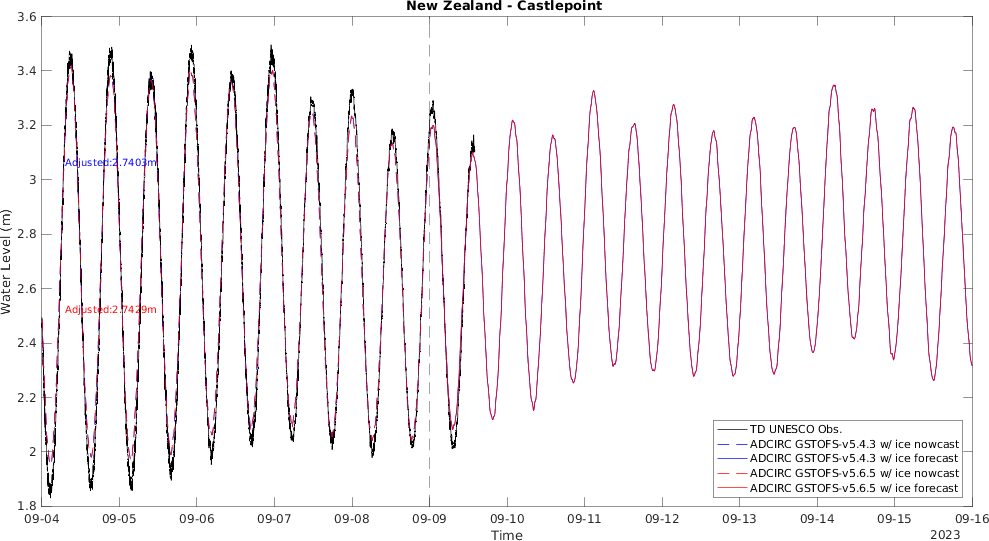 New Zealand - Castlepoint
3.6
3.4
3.2
3
2.8
2.6
2.4
2.2
2
1.8
Water Level (m)
Adjusted:2.7403m
Adjusted:2.7429m
TD UNESCO Obs.
ADCIRC GSTOFS-v5.4.3 w/ ice nowcast
ADCIRC GSTOFS-v5.4.3 w/ ice forecast
ADCIRC GSTOFS-v5.6.5 w/ ice nowcast
ADCIRC GSTOFS-v5.6.5 w/ ice forecast
09-04 09-05 09-06 09-07 09-08 09-09 09-10 09-11 09-12 09-13 09-14 09-15 09-16
Time
2023